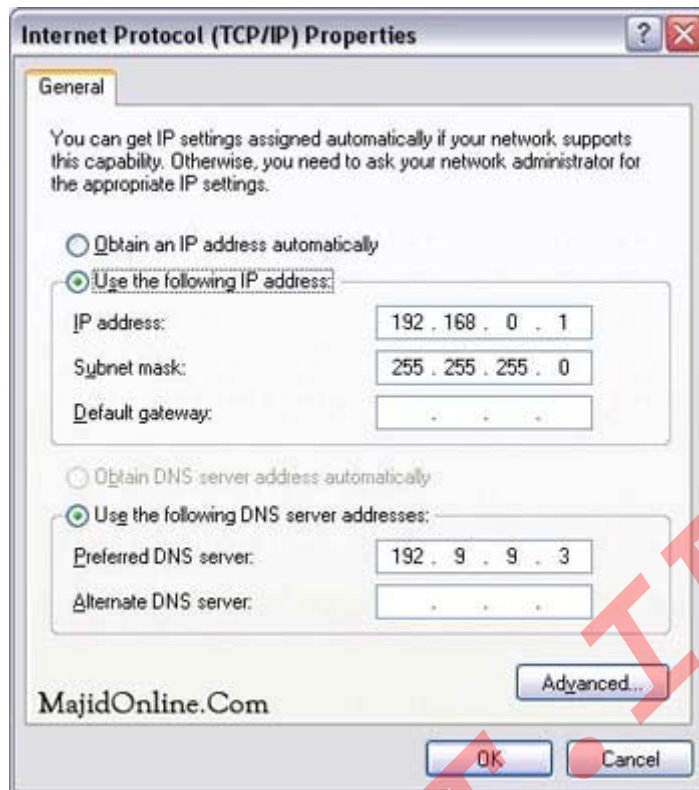 Internet Protocol (TCP/IP) Properties
General
You can get IP settings assigned automatically if your network supports
this capability. Otherwise, you need to ask your network administrator for
the appropriate IP settings.
Obtain an IP address automatically
Use the following IP address:
IP address: 192 . 168 . 0 . 1
Subnet mask: 255 . 255 . 255 . 0
Default gateway: . . .
Obtain DNS server address automatically
Use the following DNS server addresses:
Preferred DNS server: 192 . 9 . 9 . 3
Alternate DNS server: . . .
Advanced...
MajidOnline.Com
OK
Cancel